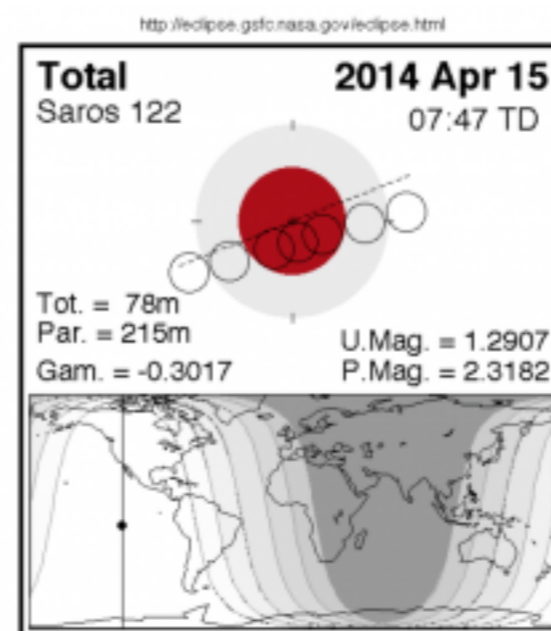 http://eclipse.gsfc.nasa.gov/eclipse.html
Total 2014 Apr 15
Saros 122 07:47 TD
Tot. = 78m
Par. = 215m
Gam. = -0.3017
U.Mag. = 1.2907
P.Mag. = 2.3182